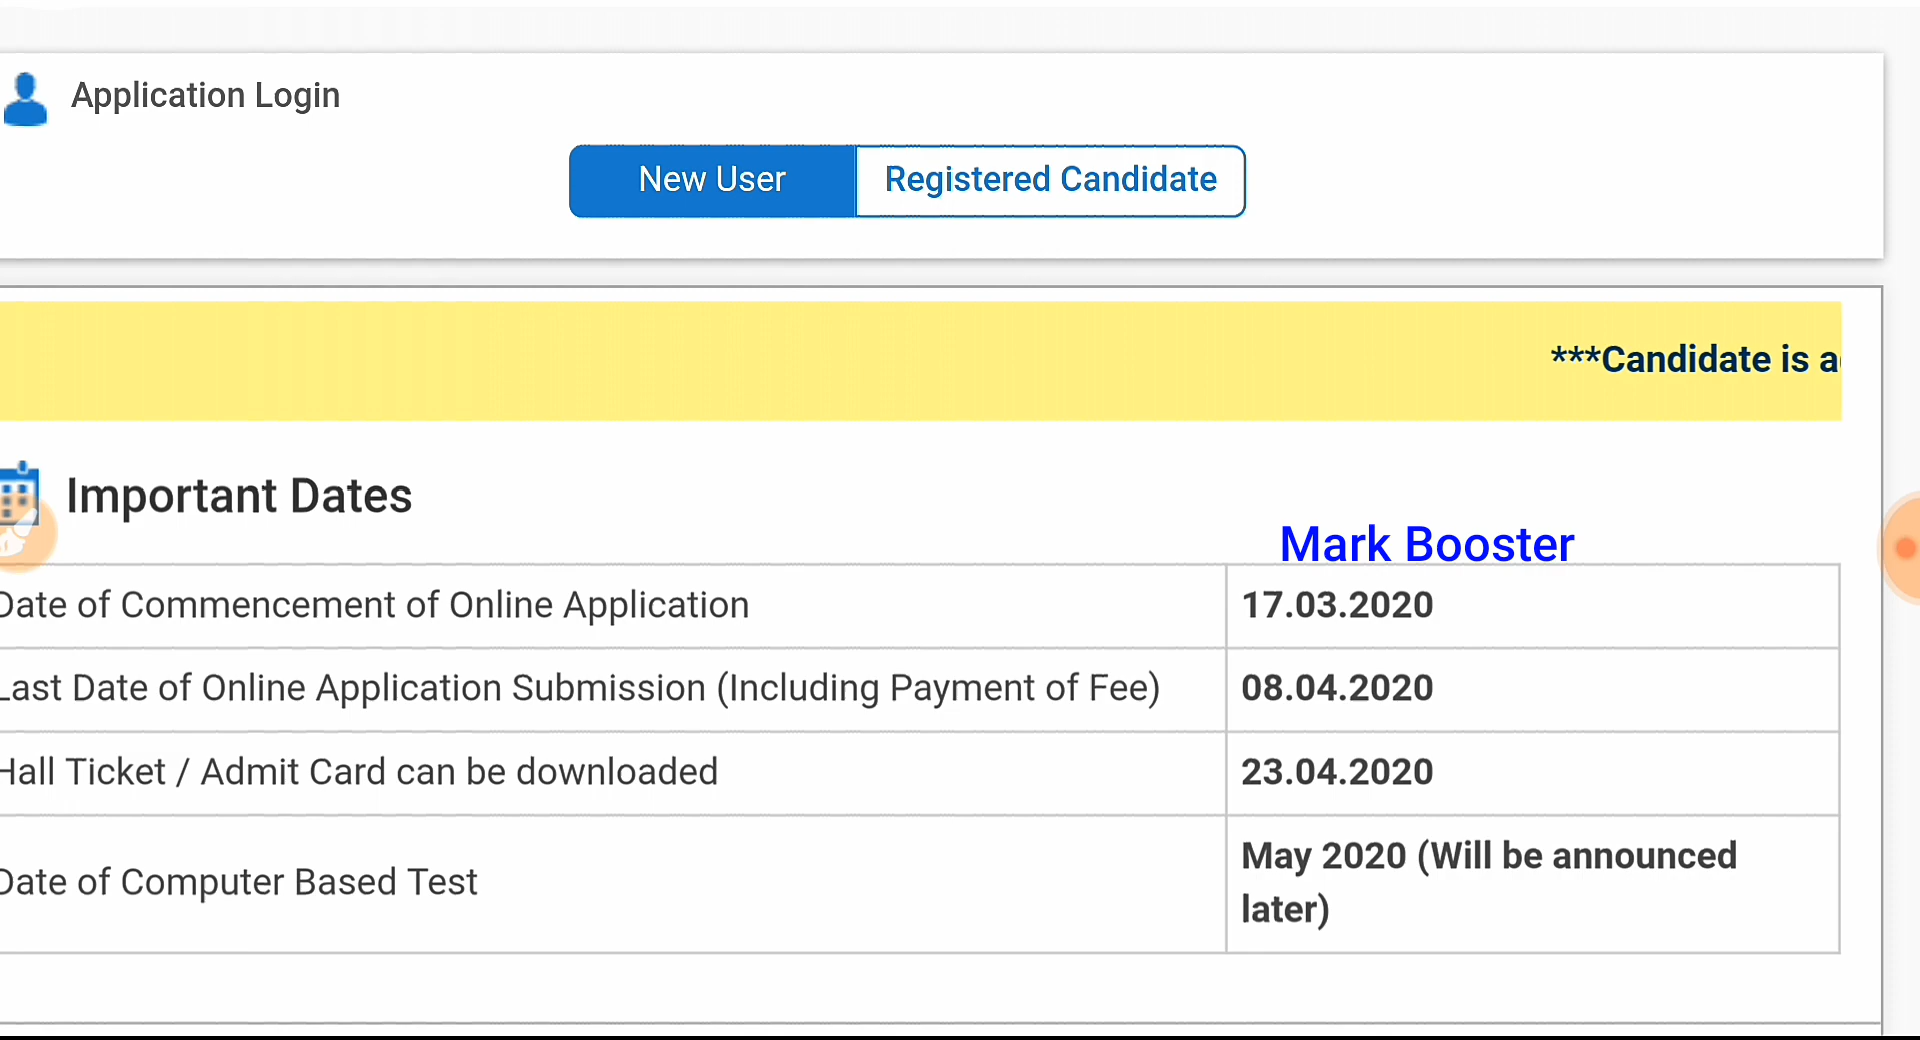 Application Login
New User
Registered Candidate
***Candidate is a
Important Dates
Mark Booster
Date of Commencement of Online Application
17.03.2020
Last Date of Online Application Submission (Including Payment of Fee)
08.04.2020
Hall Ticket / Admit Card can be downloaded
23.04.2020
Date of Computer Based Test
May 2020 (Will be announced
later)